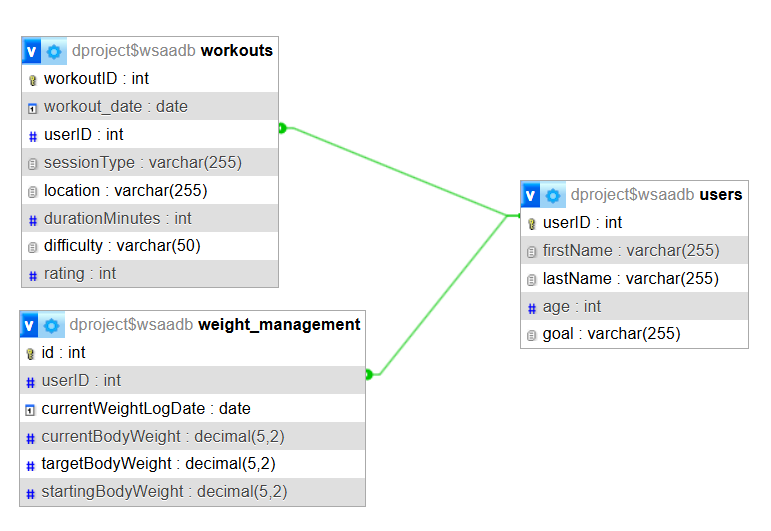 v dproject$wsaadb workouts
workoutID : int
workout_date : date
# userID : int
sessionType : varchar(255)
location : varchar(255)
# durationMinutes : int
difficulty : varchar(50)
# rating : int
v dproject$wsaadb weight_management
id : int
# userID : int
currentWeightLogDate : date
# currentBodyWeight : decimal(5,2)
# targetBodyWeight : decimal(5,2)
# startingBodyWeight : decimal(5,2)
v dproject$wsaadb users
userID : int
firstName : varchar(255)
lastName : varchar(255)
# age : int
goal : varchar(255)